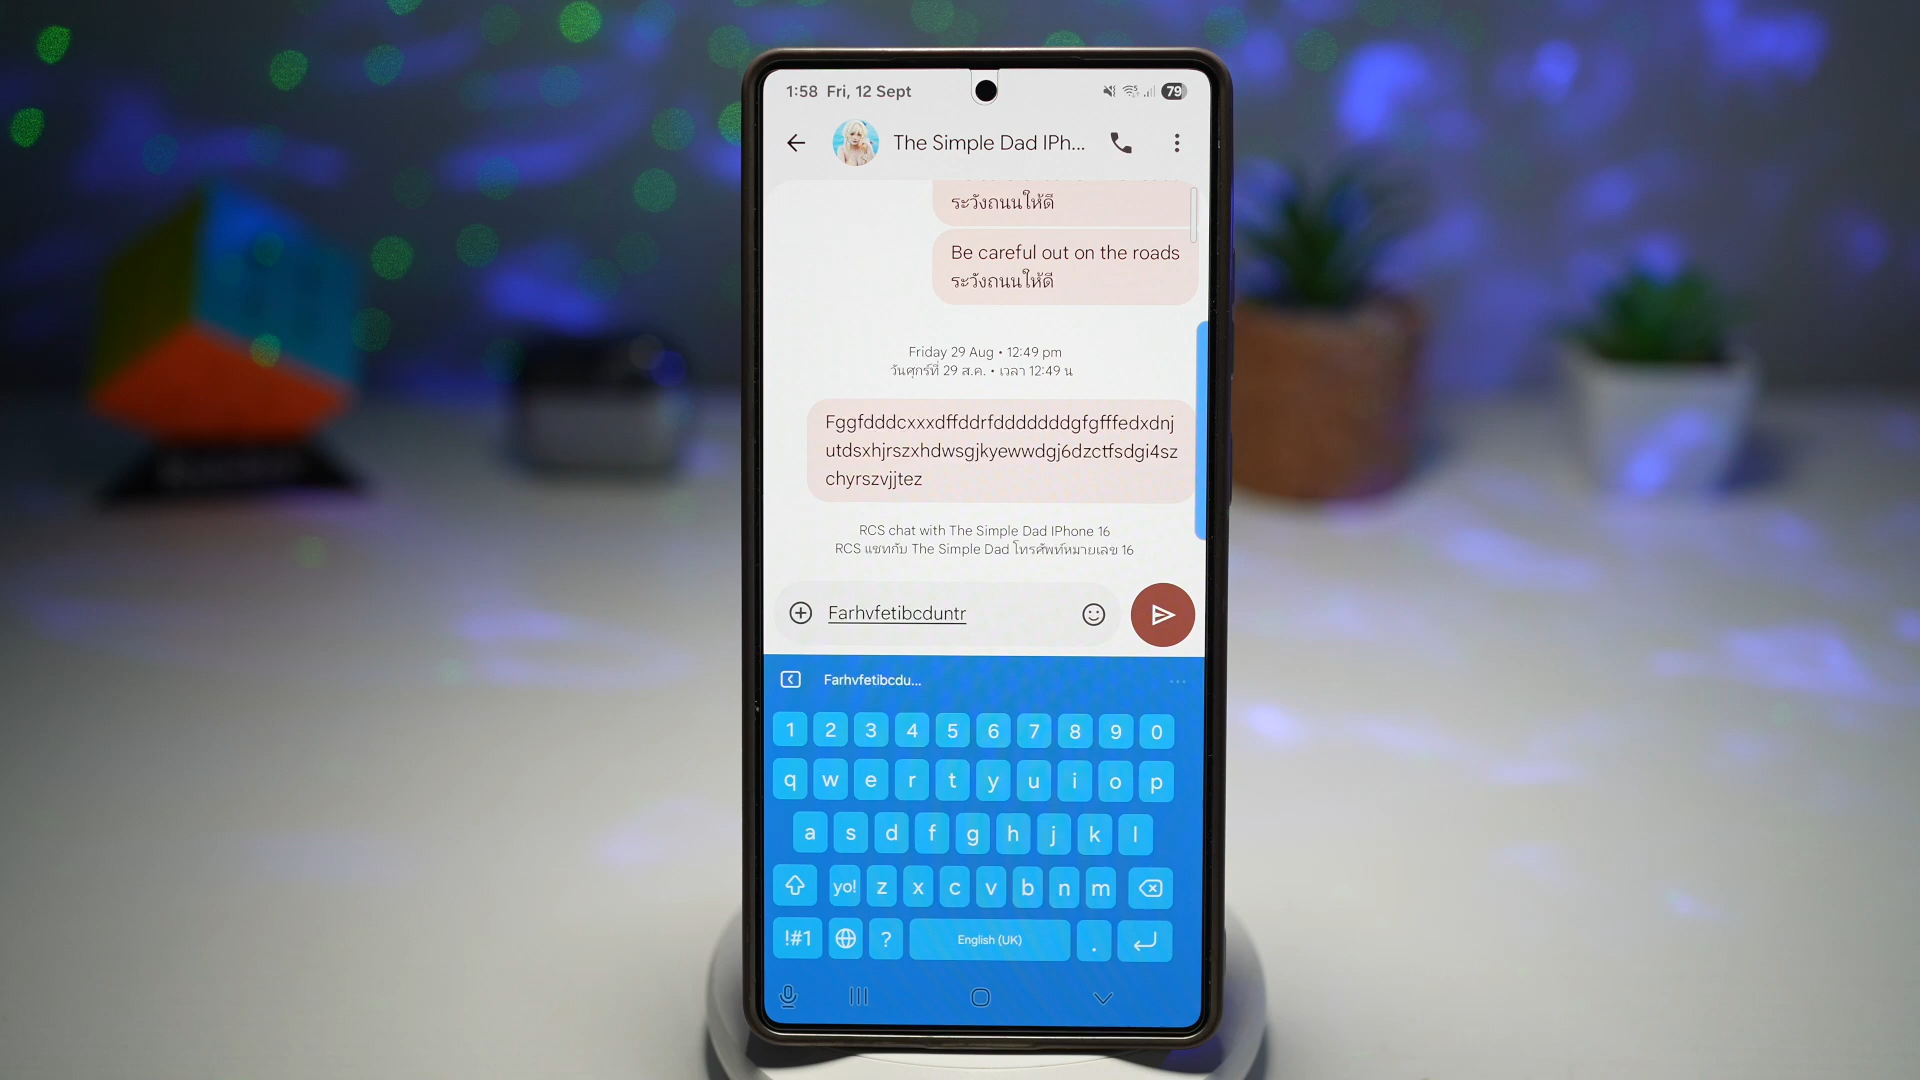 1:58 Fri, 12 Sept
79
The Simple Dad IPh...
ระวังถนนให้ดี
Be careful out on the roads
ระวังถนนให้ดี
Friday 29 Aug • 12:49 pm
วันศุกร์ที่ 29 ส.ค. • เวลา 12:49 น
Fggfdddcxxxdffddrfdddddddgfgfffedxdnj
utdsxhjrszxhdwsgjkyewwdgj6dzctfsdgi4sz
chyrszvjjtez
RCS chat with The Simple Dad IPhone 16
RCS แชทกับ The Simple Dad โทรศัพท์หมายเลข 16
Farhvfetibcduntr
Farhvfetibcdu...
1 2 3 4 5 6 7 8 9 0
q w e r t y u i o p
a s d f g h j k l
yo! z x c v b n m
!#1 ? English (UK) .